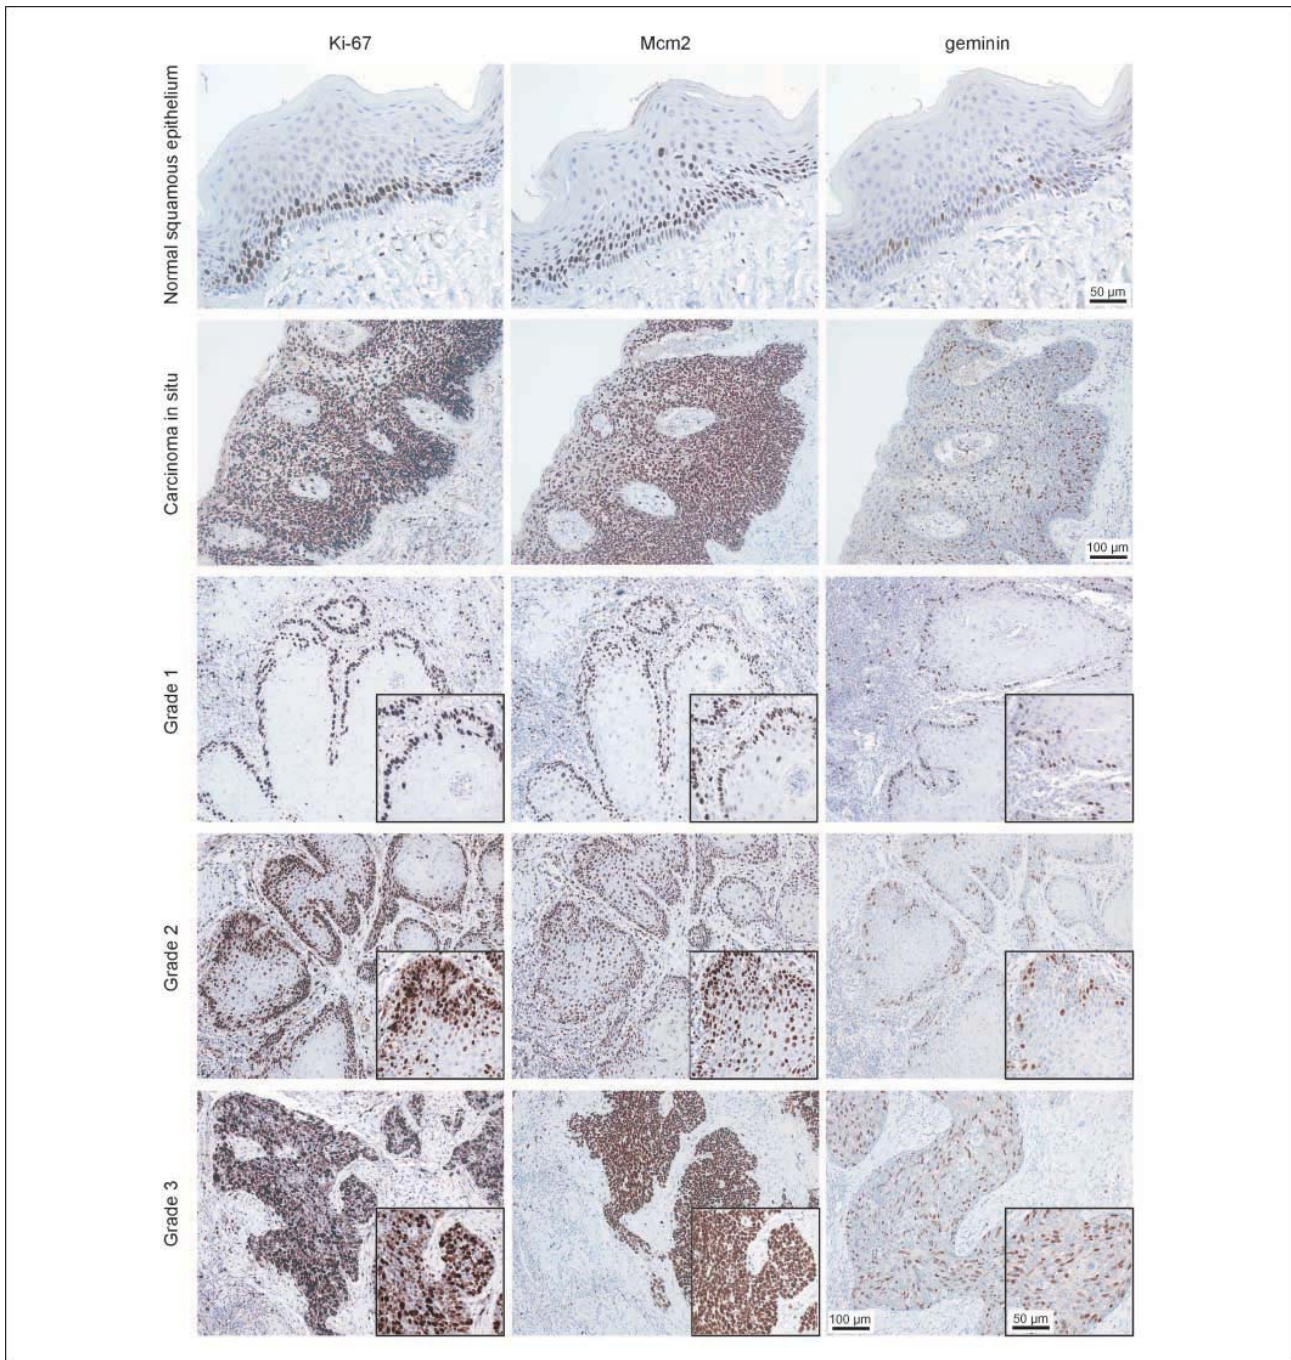 Ki-67
Mcm2
geminin
Normal squamous epithelium
50 µm
Carcinoma in situ
100 µm
Grade 1
Grade 2
Grade 3
100 µm
50 µm